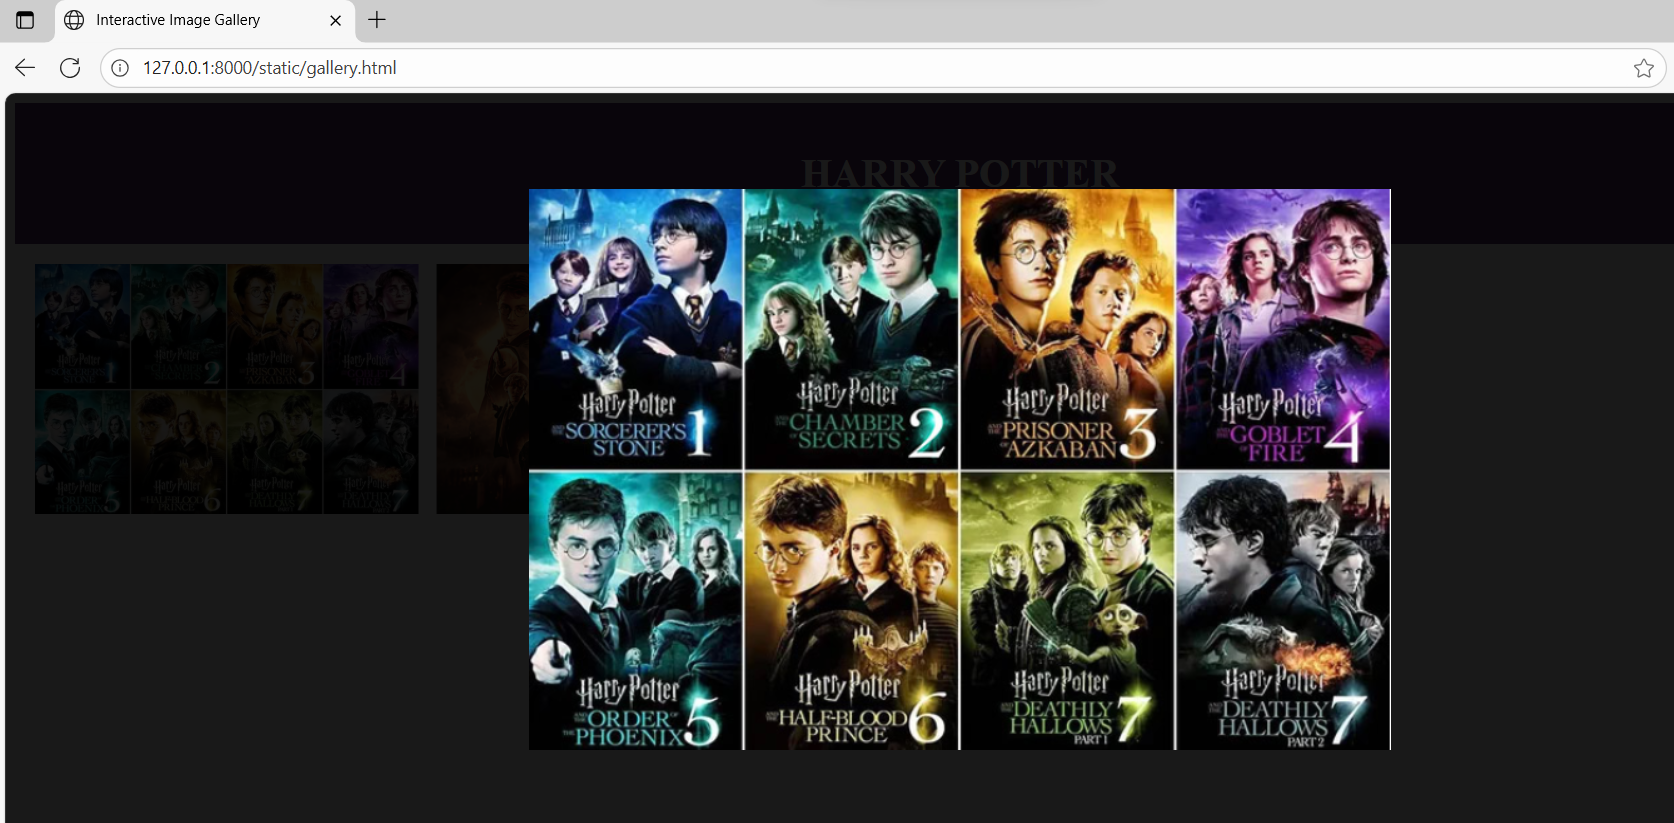 Interactive Image Gallery
127.0.0.1:8000/static/gallery.html
HARRY POTTER
Harry Potter
AND THE SORCERER'S
STONE 1
Harry Potter
AND THE CHAMBER
OF SECRETS 2
Harry Potter
AND THE PRISONER
OF AZKABAN 3
Harry Potter
AND THE GOBLET
OF FIRE 4
Harry Potter
AND THE ORDER OF
THE PHOENIX 5
Harry Potter
AND THE HALF-BLOOD
PRINCE 6
Harry Potter
AND THE DEATHLY
HALLOWS 7
PART 1
Harry Potter
AND THE DEATHLY
HALLOWS 7
PART 2